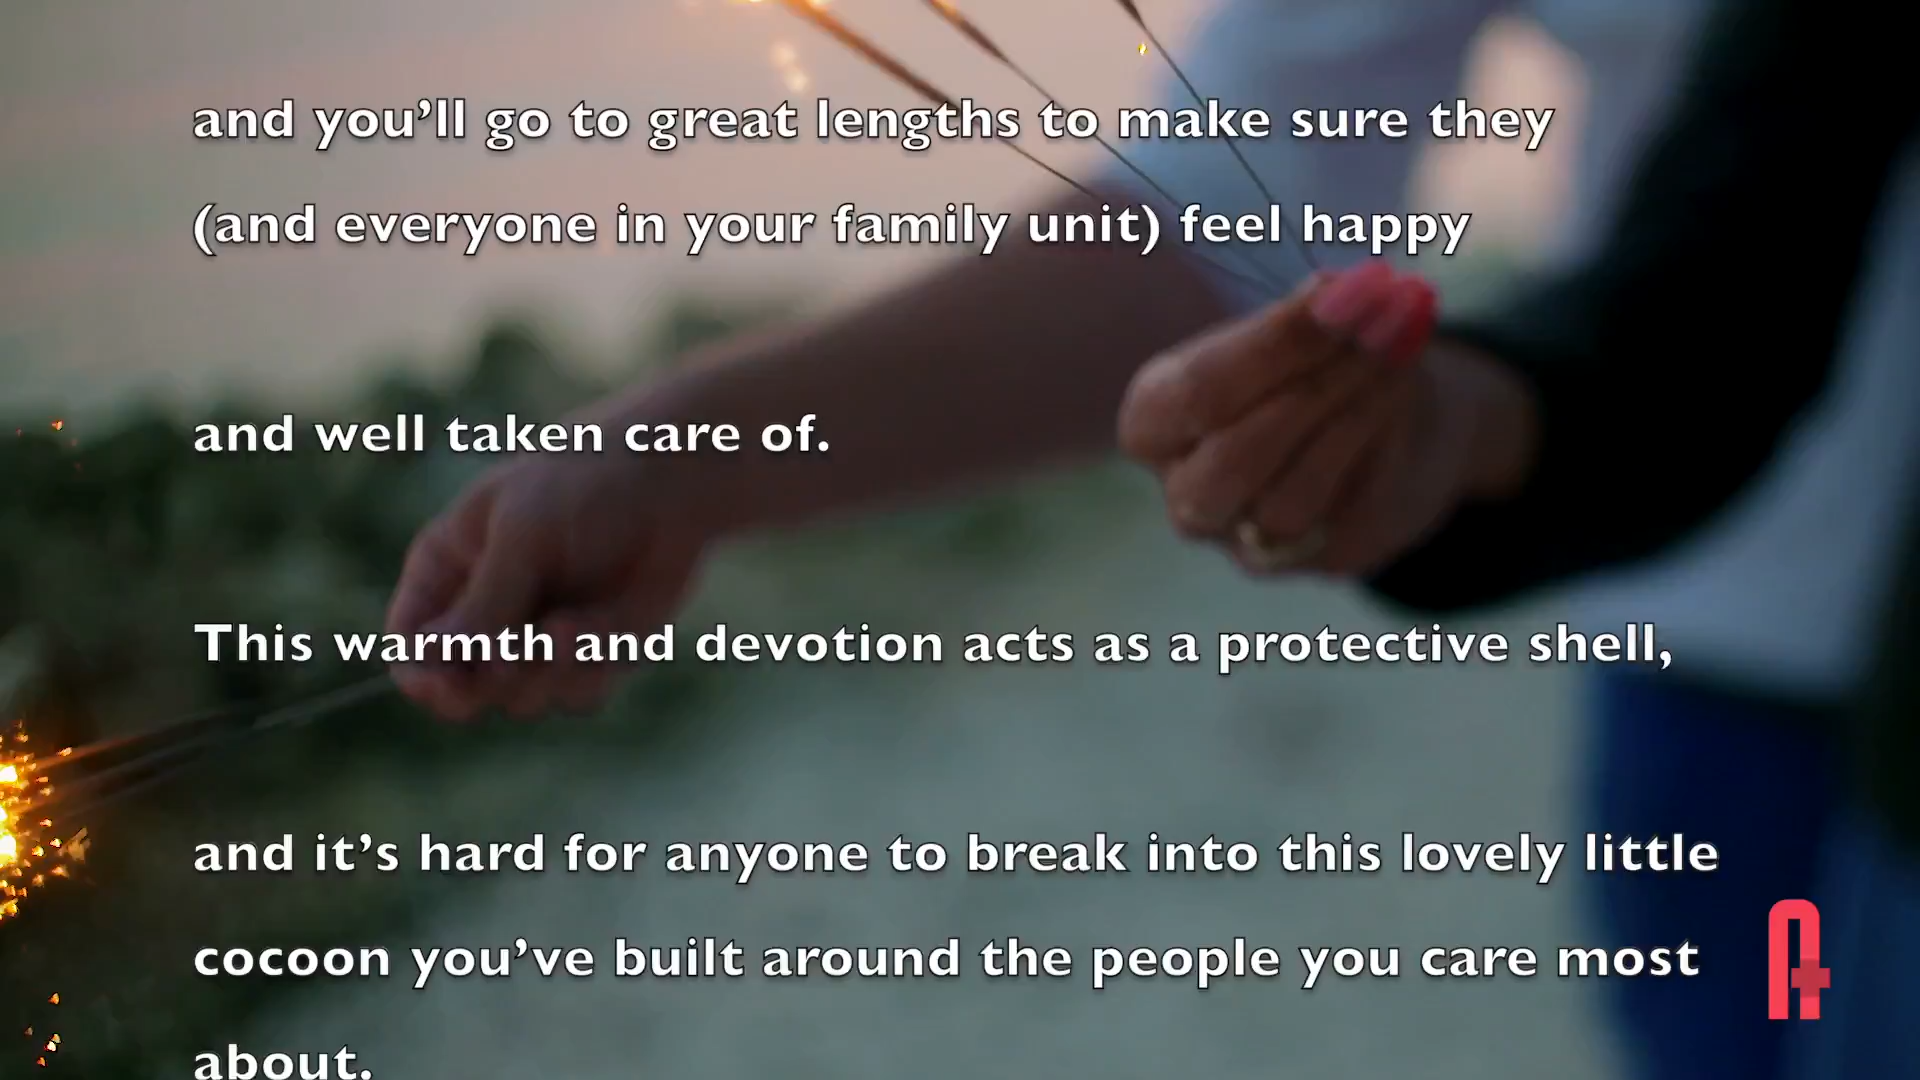 and you’ll go to great lengths to make sure they
(and everyone in your family unit) feel happy
and well taken care of.
This warmth and devotion acts as a protective shell,
and it’s hard for anyone to break into this lovely little
cocoon you’ve built around the people you care most
about.